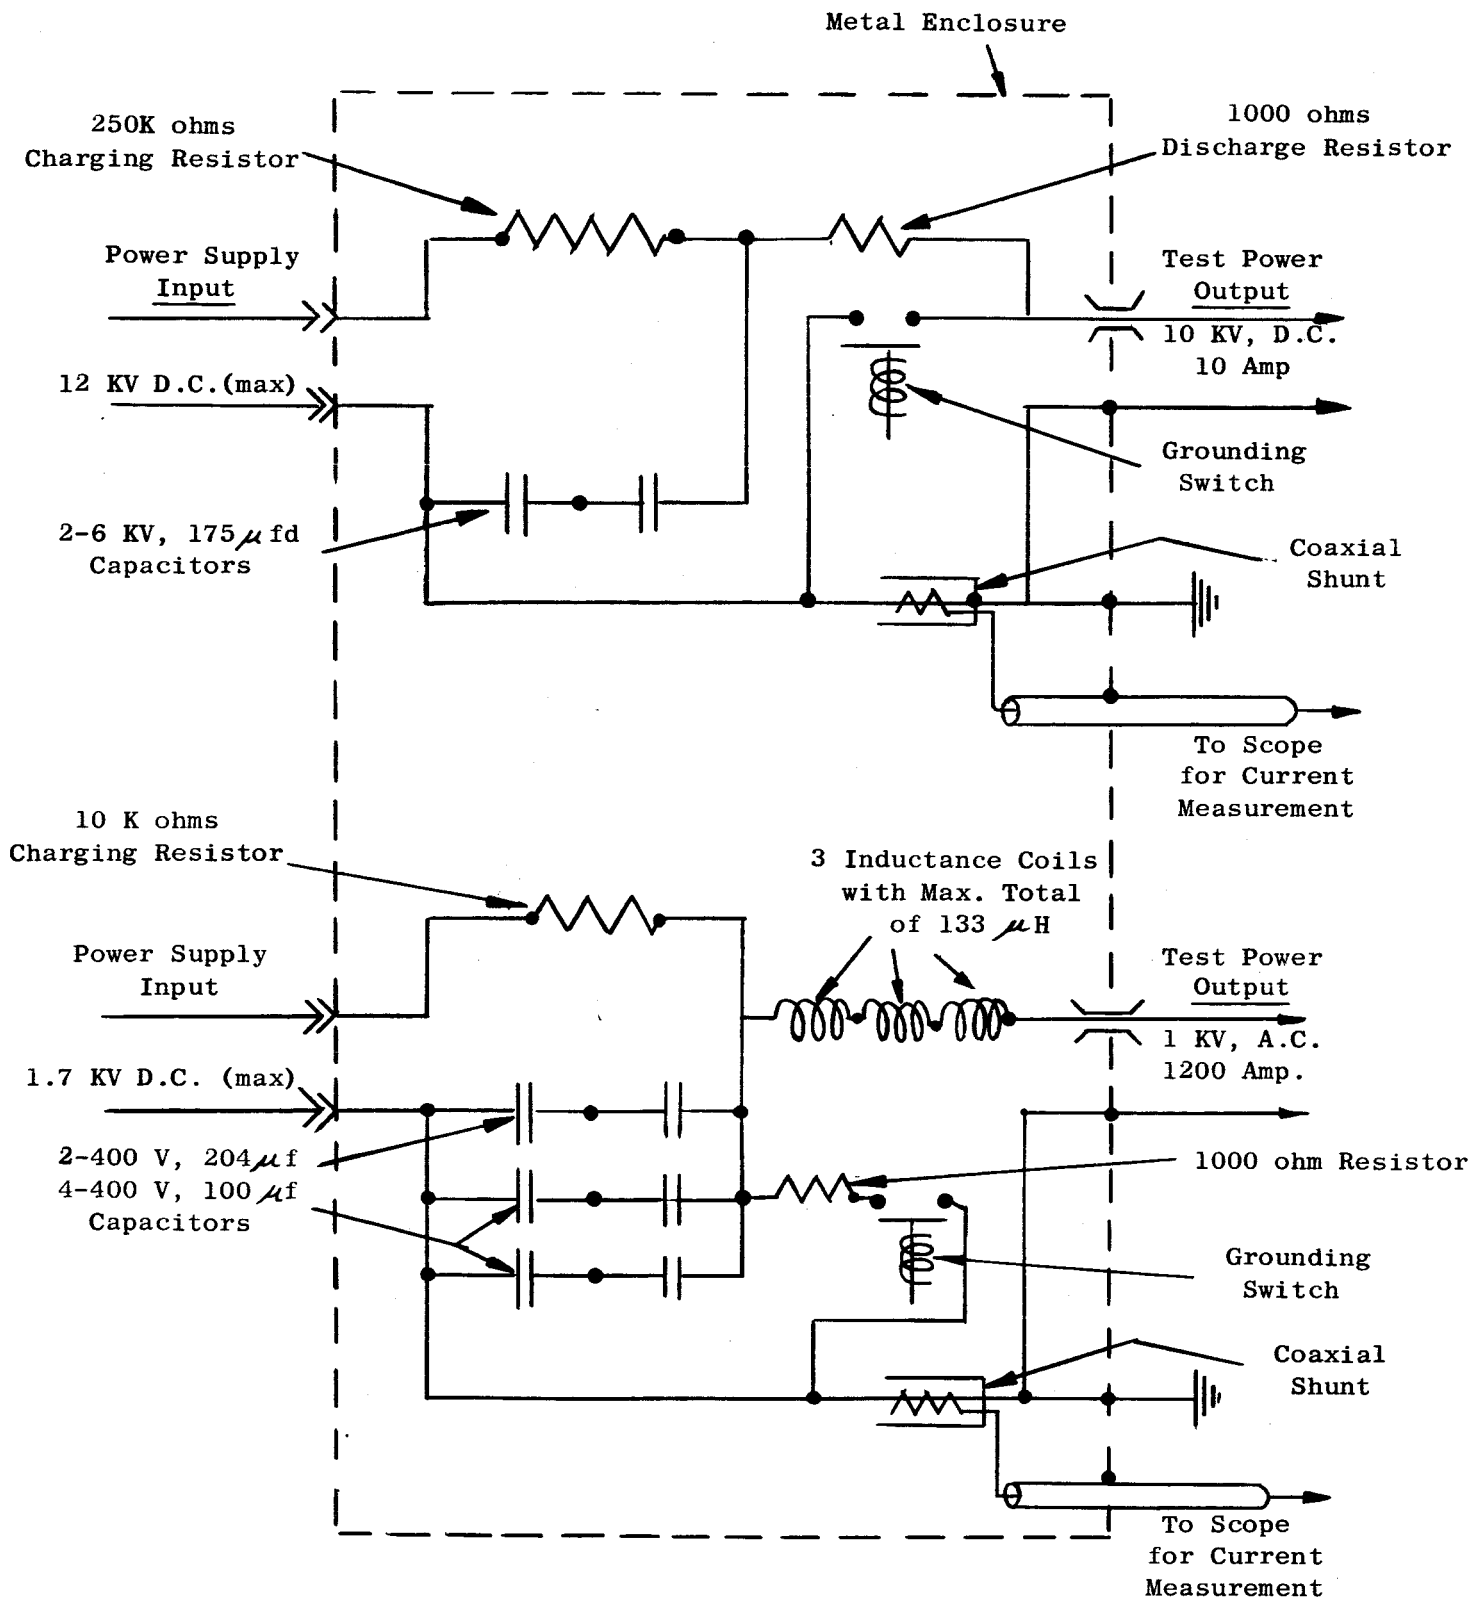 Metal Enclosure
250K ohms
Charging Resistor
1000 ohms
Discharge Resistor
Power Supply
Input
Test Power
Output
10 KV, D.C.
10 Amp
12 KV D.C.(max)
Grounding
Switch
2-6 KV, 175μfd
Capacitors
Coaxial
Shunt
To Scope
for Current
Measurement
10 K ohms
Charging Resistor
3 Inductance Coils
with Max. Total
of 133 μH
Power Supply
Input
Test Power
Output
1 KV, A.C.
1200 Amp.
1.7 KV D.C. (max)
2-400 V, 204μf
4-400 V, 100μf
Capacitors
1000 ohm Resistor
Grounding
Switch
Coaxial
Shunt
To Scope
for Current
Measurement